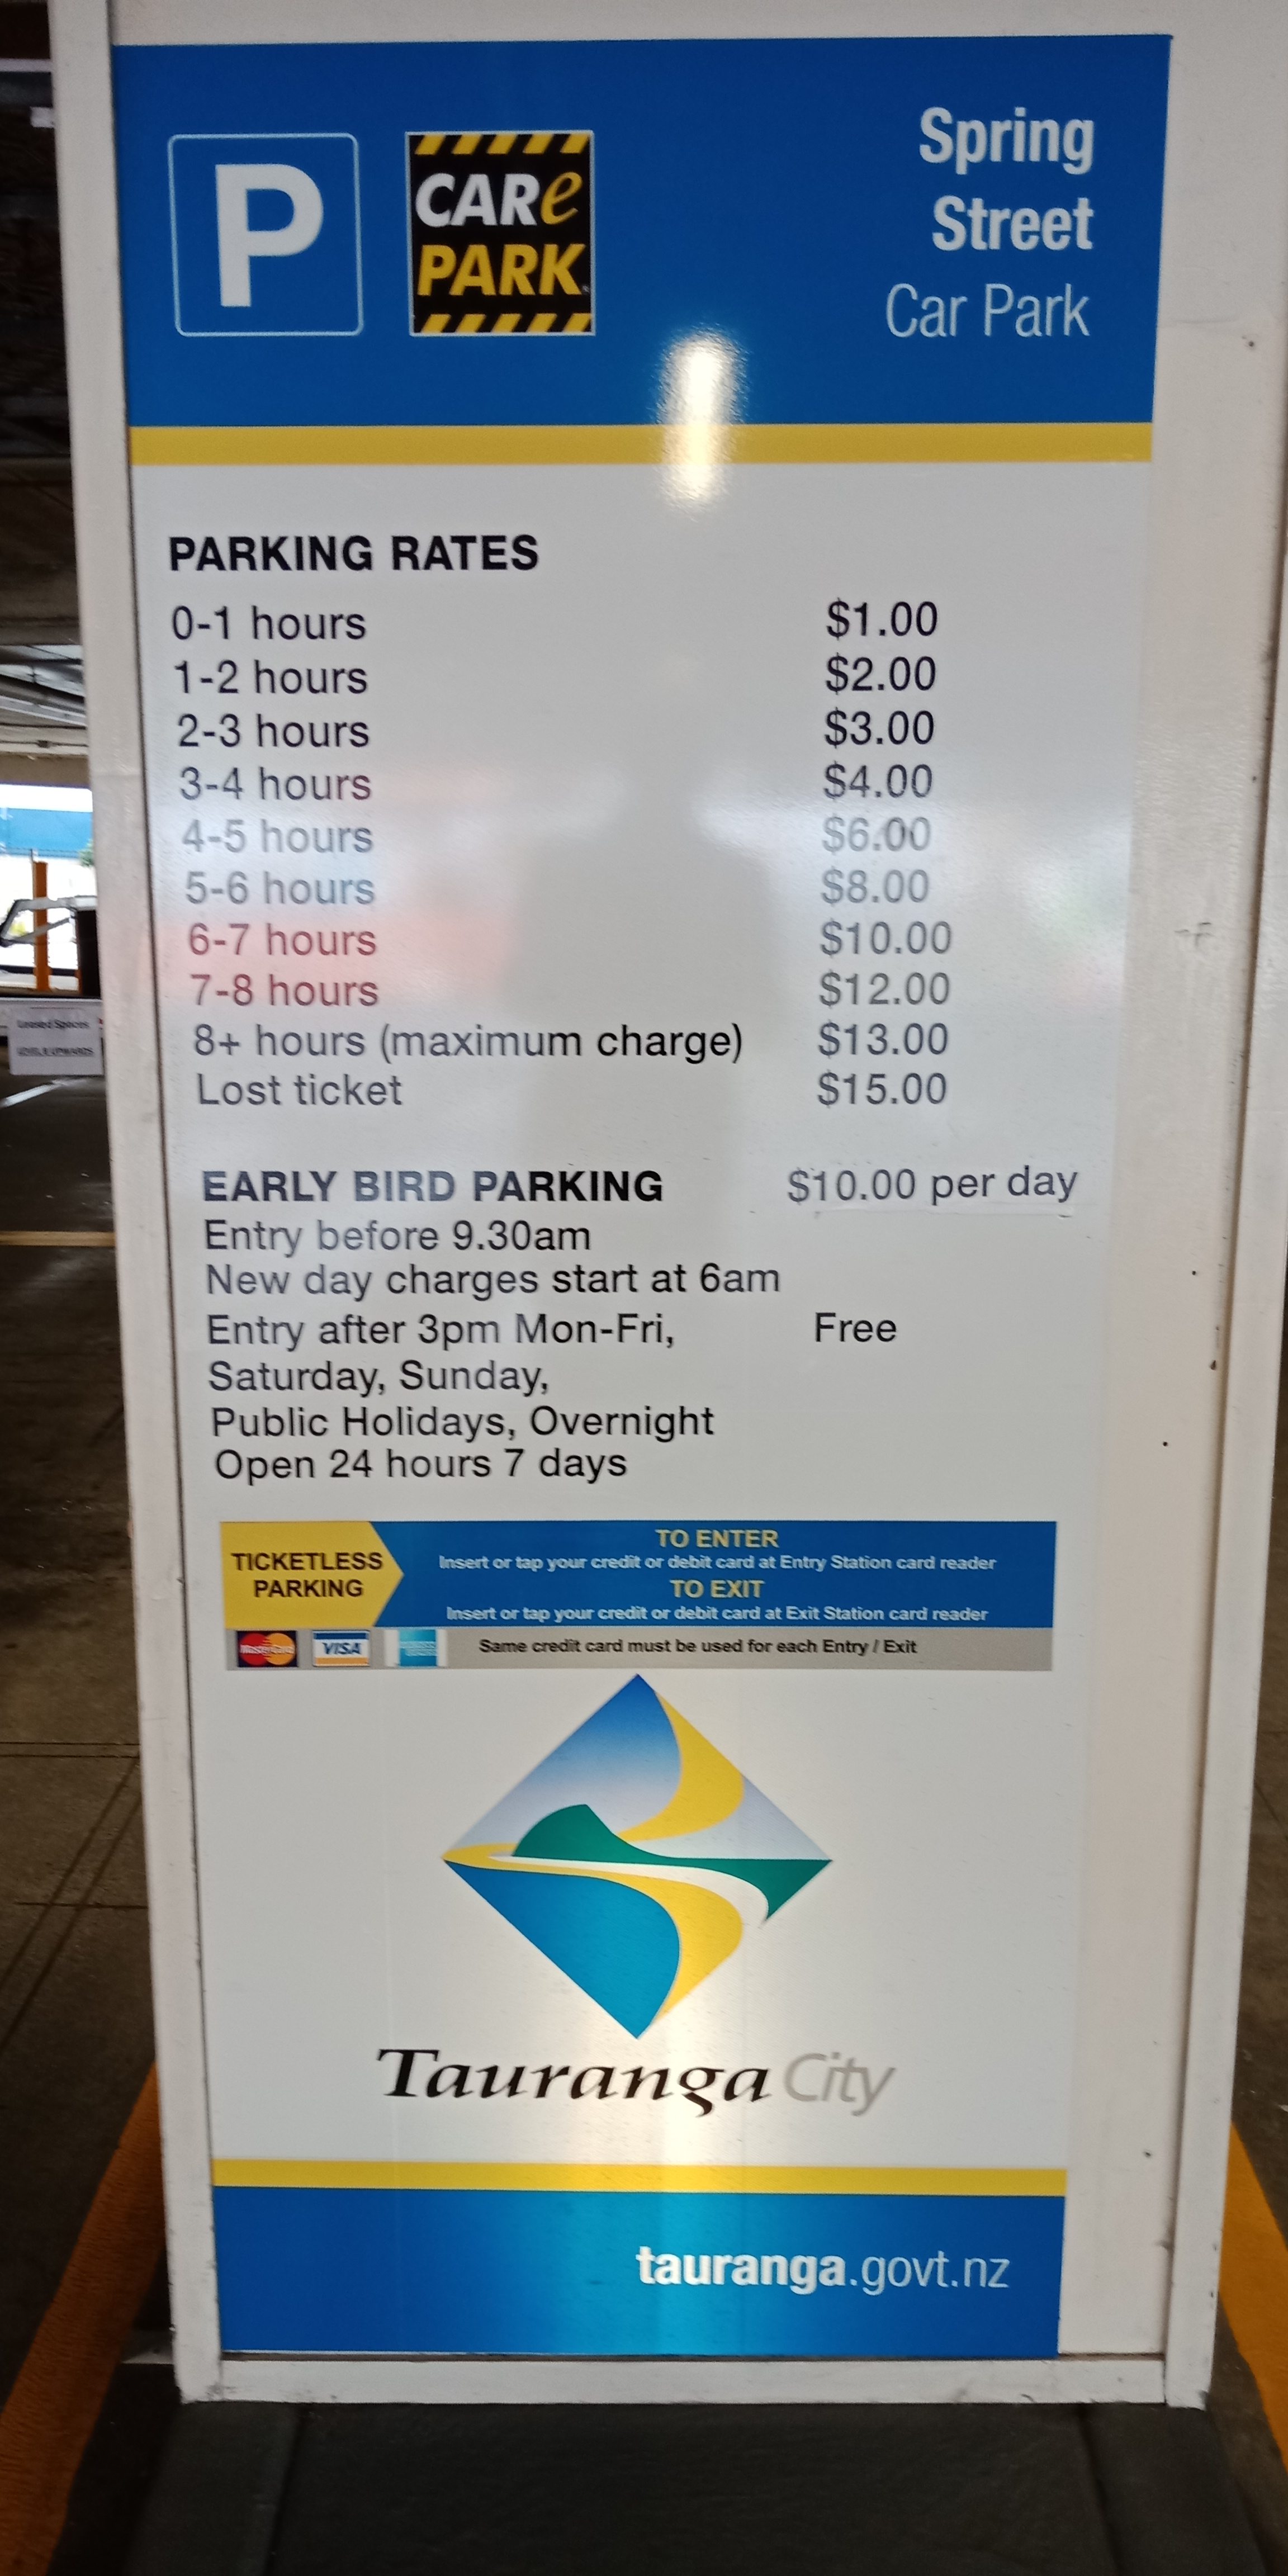 P
CARe
PARK
Spring
Street
Car Park
PARKING RATES
0-1 hours $1.00
1-2 hours $2.00
2-3 hours $3.00
3-4 hours $4.00
4-5 hours $6.00
5-6 hours $8.00
6-7 hours $10.00
7-8 hours $12.00
8+ hours (maximum charge) $13.00
Lost ticket $15.00
EARLY BIRD PARKING $10.00 per day
Entry before 9.30am
New day charges start at 6am
Entry after 3pm Mon-Fri, Free
Saturday, Sunday,
Public Holidays, Overnight
Open 24 hours 7 days
TICKETLESS
PARKING
TO ENTER
Insert or tap your credit or debit card at Entry Station card reader
TO EXIT
Insert or tap your credit or debit card at Exit Station card reader
MasterCard VISA
Same credit card must be used for each Entry / Exit
Tauranga City
tauranga.govt.nz
Leased Spaces